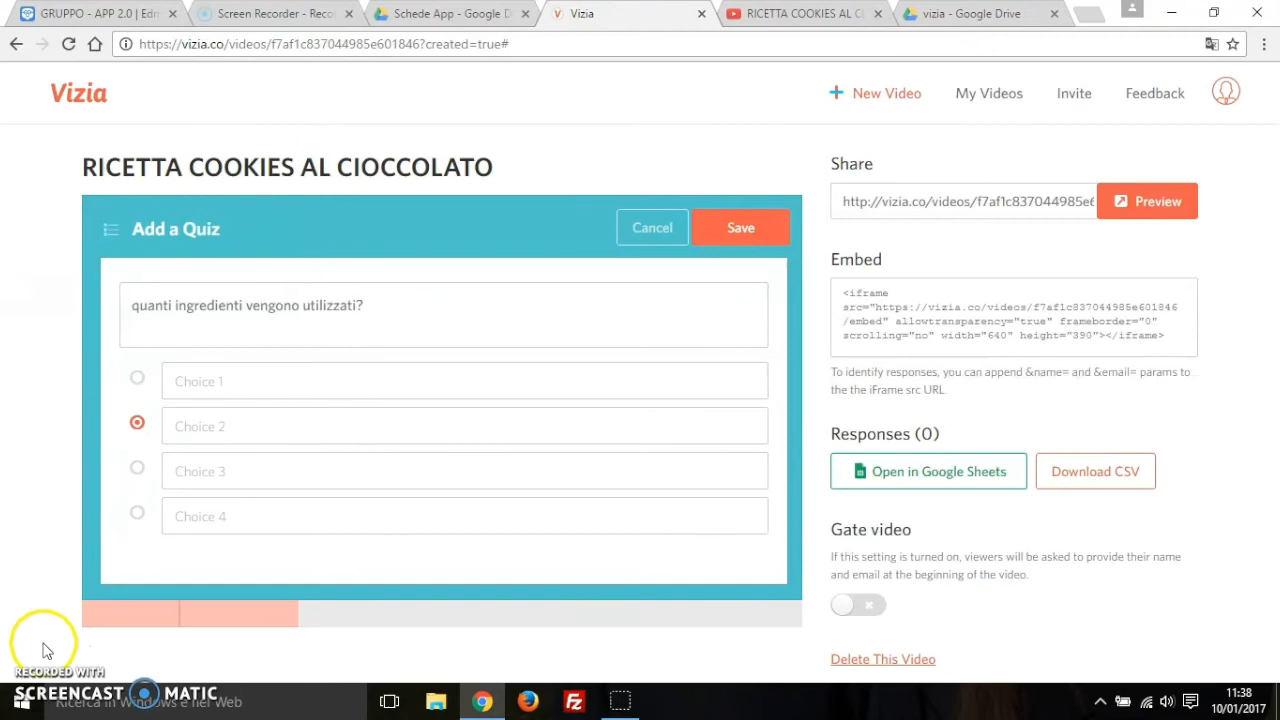 GRUPPO - APP 2.0 | Edm
Screen Recorder - Reco
Schede App - Google D
Vizia
RICETTA COOKIES AL CI
vizia - Google Drive
https://vizia.co/videos/f7af1c837044985e601846?created=true#
Vizia
New Video
My Videos
Invite
Feedback
RICETTA COOKIES AL CIOCCOLATO
Add a Quiz
Cancel
Save
quanti ingredienti vengono utilizzati?
Choice 1
Choice 2
Choice 3
Choice 4
Share
http://vizia.co/videos/f7af1c837044985e6
Preview
Embed
<iframe
src="https://vizia.co/videos/f7af1c837044985e601846
/embed" allowtransparency="true" frameborder="0"
scrolling="no" width="640" height="390"></iframe>
To identify responses, you can append &name= and &email= params to
the the iFrame src URL.
Responses (0)
Open in Google Sheets
Download CSV
Gate video
If this setting is turned on, viewers will be asked to provide their name
and email at the beginning of the video.
Delete This Video
RECORDED WITH
SCREENCAST MATIC
Ricerca in Windows e nel Web
11:38
10/01/2017